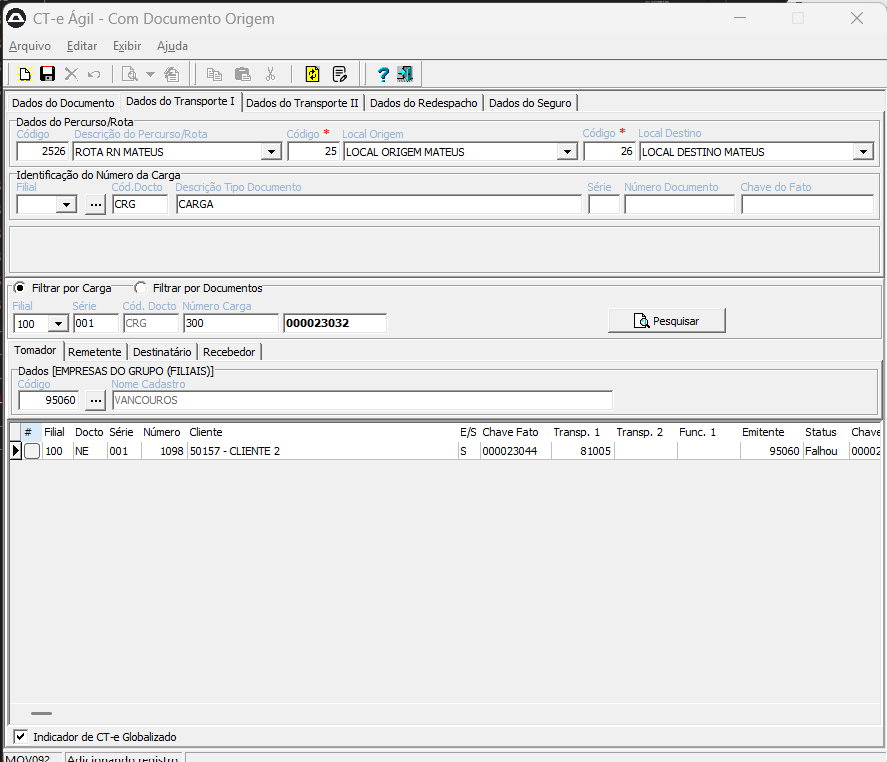 CT-e Ágil - Com Documento Origem
Arquivo Editar Exibir Ajuda
Dados do Documento Dados do Transporte I Dados do Transporte II Dados do Redespacho Dados do Seguro
Dados do Percurso/Rota
Código Descrição do Percurso/Rota Código * Local Origem Código * Local Destino
2526 ROTA RN MATEUS 25 LOCAL ORIGEM MATEUS 26 LOCAL DESTINO MATEUS
Identificação do Número da Carga
Filial Cód.Docto Descrição Tipo Documento Série Número Documento Chave do Fato
... CRG CARGA
Filtrar por Carga Filtrar por Documentos
Filial Série Cód. Docto Número Carga
100 001 CRG 300 000023032 Pesquisar
Tomador Remetente Destinatário Recebedor
Dados [EMPRESAS DO GRUPO (FILIAIS)]
Código Nome Cadastro
95060 ... VANCOUROS
# Filial Docto Série Número Cliente E/S Chave Fato Transp. 1 Transp. 2 Func. 1 Emitente Status Chave
100 NE 001 1098 50157 - CLIENTE 2 S 000023044 81005 95060 Falhou 00002
Indicador de CT-e Globalizado
MOV092 Adicionando registro